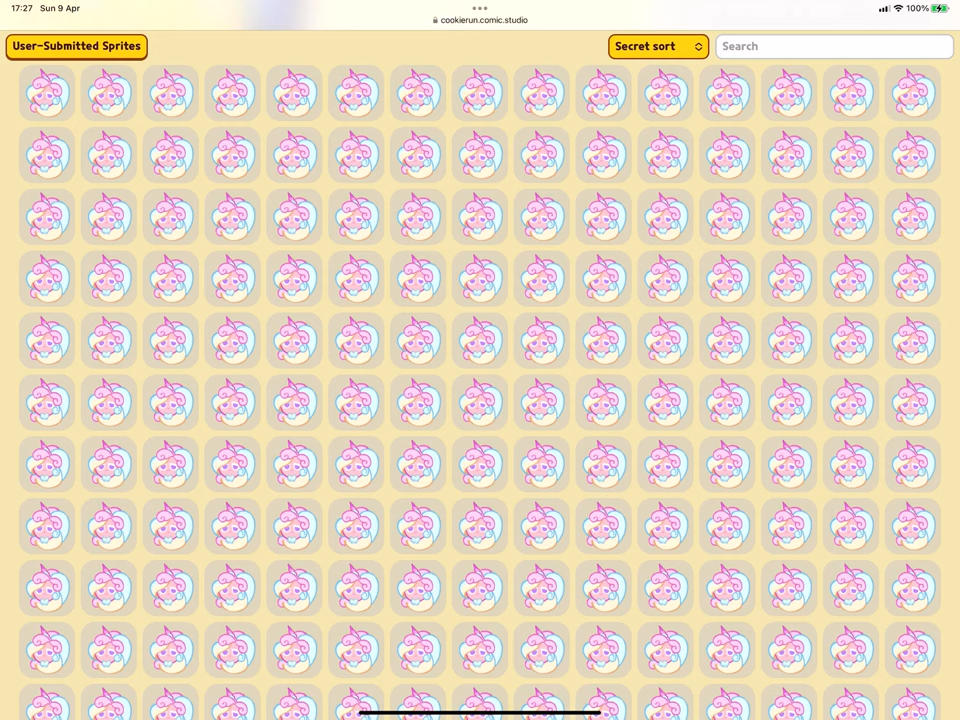 17:27 Sun 9 Apr
100%
cookierun.comic.studio
User-Submitted Sprites
Secret sort
Search